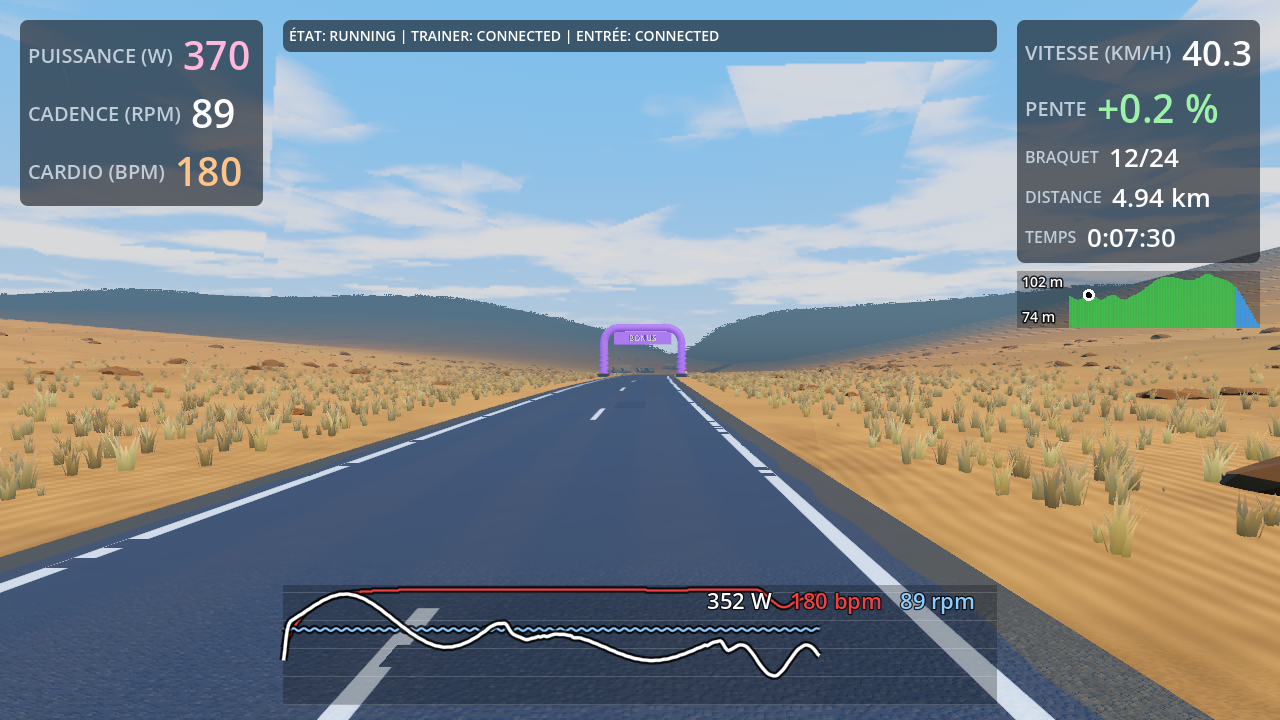 PUISSANCE (W) 370
CADENCE (RPM) 89
CARDIO (BPM) 180
ÉTAT: RUNNING | TRAINER: CONNECTED | ENTRÉE: CONNECTED
VITESSE (KM/H) 40.3
PENTE +0.2 %
BRAQUET 12/24
DISTANCE 4.94 km
TEMPS 0:07:30
102 m
74 m
BONUS
352 W 180 bpm 89 rpm